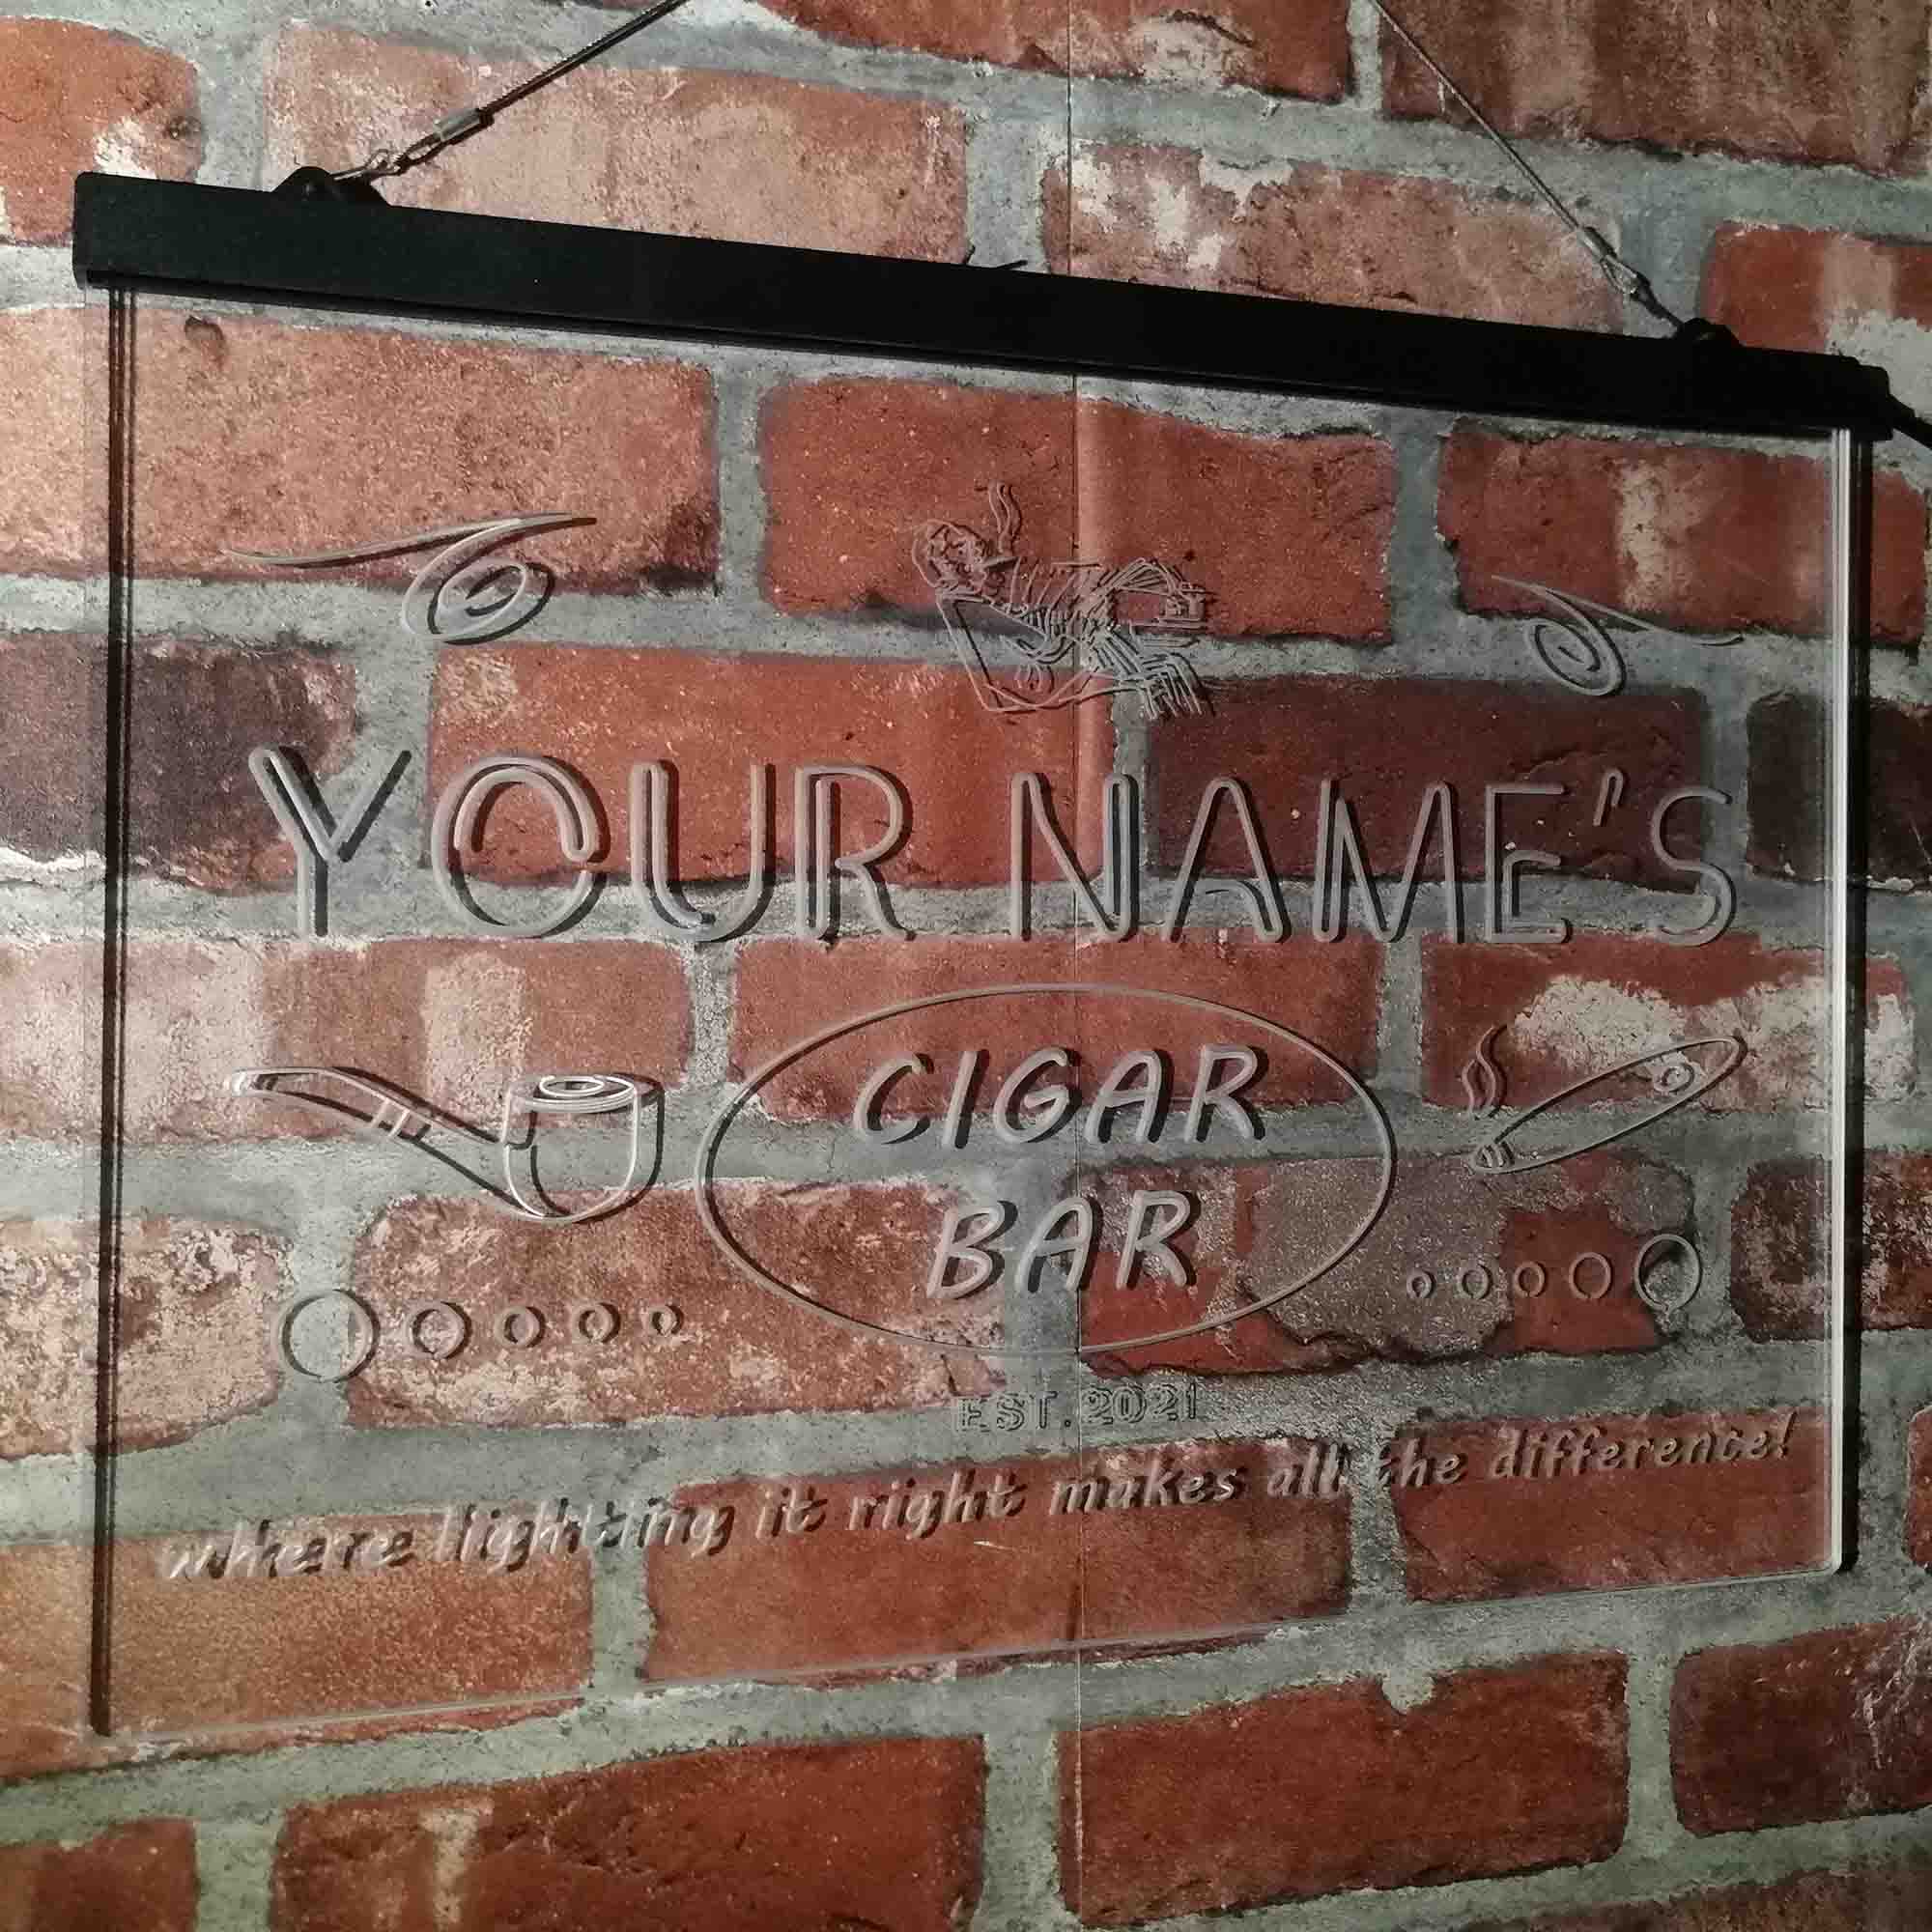 YOUR NAME'S
CIGAR
BAR
EST. 2021
where lighting it right makes all the difference!